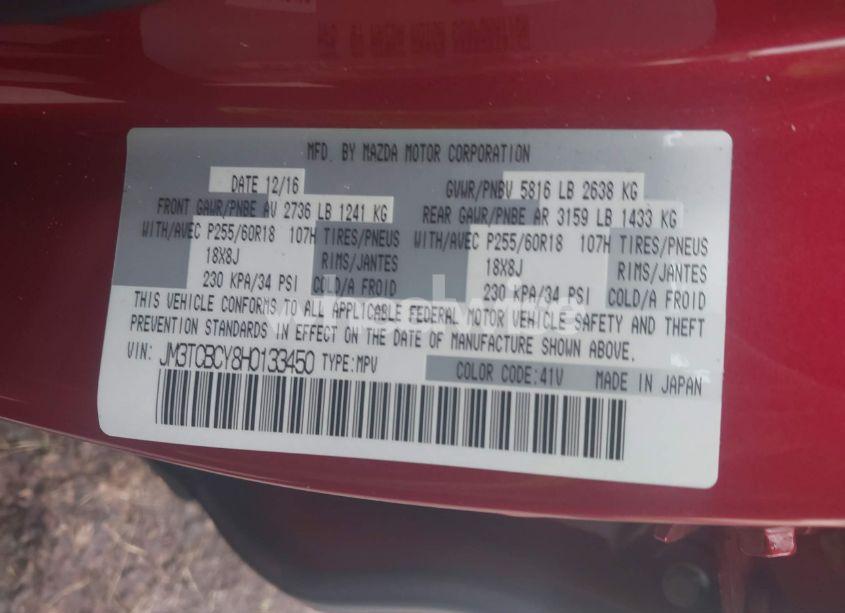 MFD. BY MAZDA MOTOR CORPORATION
DATE 12/16 GVWR/PNBV 5816 LB 2638 KG
FRONT GAWR/PNBE AV 2736 LB 1241 KG REAR GAWR/PNBE AR 3159 LB 1433 KG
WITH/AVEC P255/60R18 107H TIRES/PNEUS WITH/AVEC P255/60R18 107H TIRES/PNEUS
18X8J RIMS/JANTES 18X8J RIMS/JANTES
230 KPA/34 PSI COLD/A FROID 230 KPA/34 PSI COLD/A FROID
THIS VEHICLE CONFORMS TO ALL APPLICABLE FEDERAL MOTOR VEHICLE SAFETY AND THEFT
PREVENTION STANDARDS IN EFFECT ON THE DATE OF MANUFACTURE SHOWN ABOVE.
VIN: JM3TCBCY8H0133450 TYPE:MPV COLOR CODE:41V MADE IN JAPAN